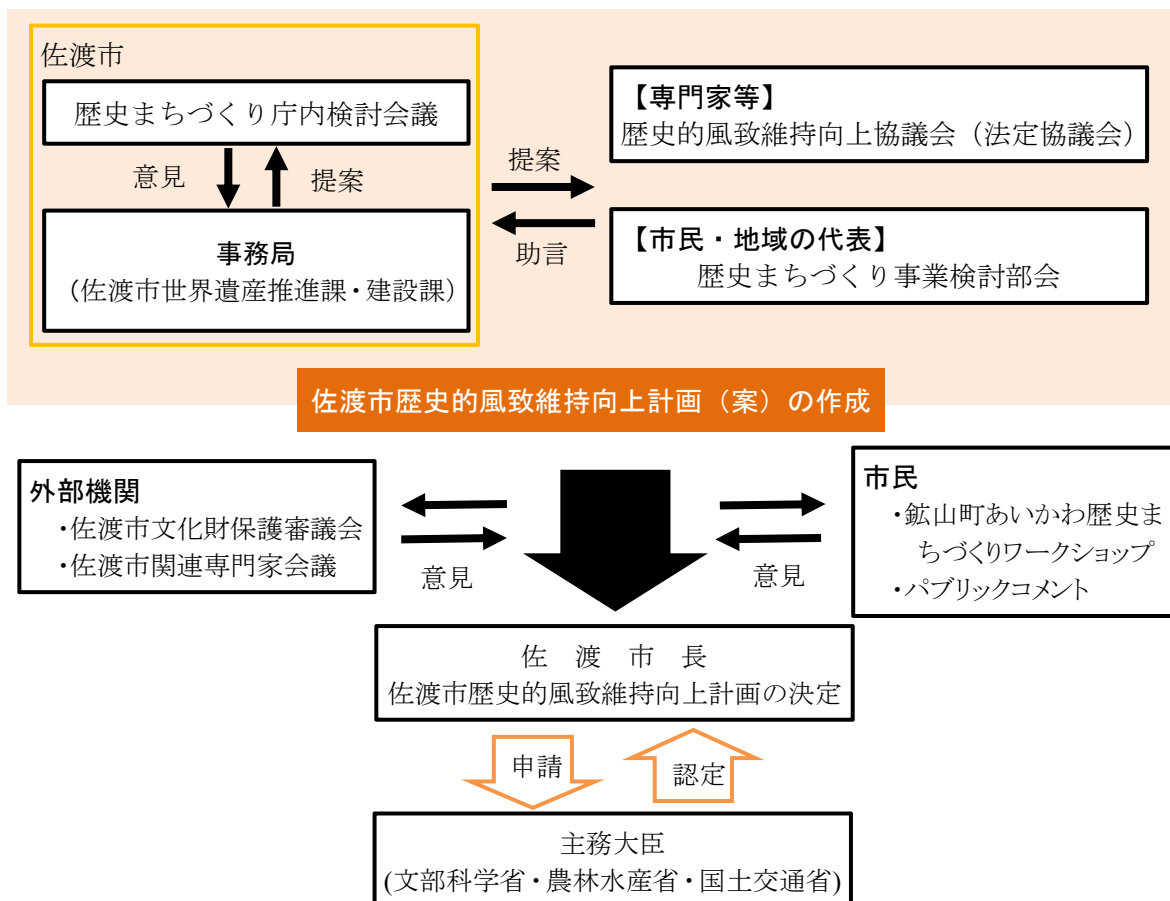 佐渡市
歴史まちづくり庁内検討会議
意見
提案
事務局
（佐渡市世界遺産推進課・建設課）
提案
助言
【専門家等】
歴史的風致維持向上協議会（法定協議会）
【市民・地域の代表】
歴史まちづくり事業検討部会
佐渡市歴史的風致維持向上計画（案）の作成
外部機関
・佐渡市文化財保護審議会
・佐渡市関連専門家会議
意見
意見
市民
・鉱山町あいかわ歴史ま
ちづくりワークショップ
・パブリックコメント
佐　渡　市　長
佐渡市歴史的風致維持向上計画の決定
申請
認定
主務大臣
(文部科学省・農林水産省・国土交通省)